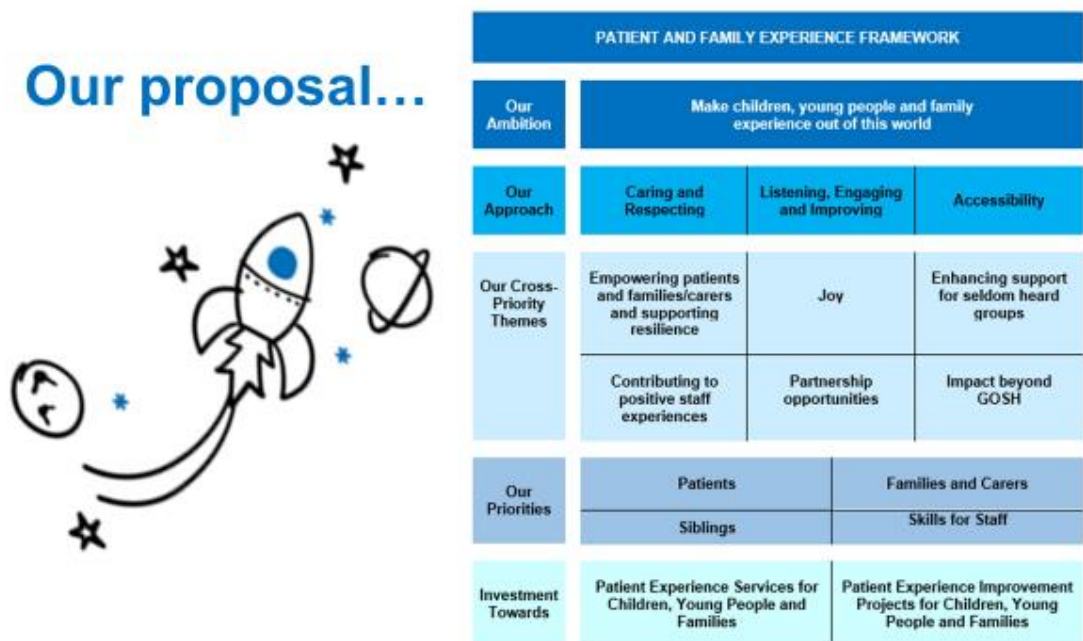 Our proposal...
PATIENT AND FAMILY EXPERIENCE FRAMEWORK
Our
Ambition
Make children, young people and family
experience out of this world
Our
Approach
Caring and
Respecting
Listening, Engaging
and Improving
Accessibility
Our Cross-
Priority
Themes
Empowering patients
and families/carers
and supporting
resilience
Joy
Enhancing support
for seldom heard
groups
Contributing to
positive staff
experiences
Partnership
opportunities
Impact beyond
GOSH
Our
Priorities
Patients
Families and Carers
Siblings
Skills for Staff
Investment
Towards
Patient Experience Services for
Children, Young People and
Families
Patient Experience Improvement
Projects for Children, Young
People and Families